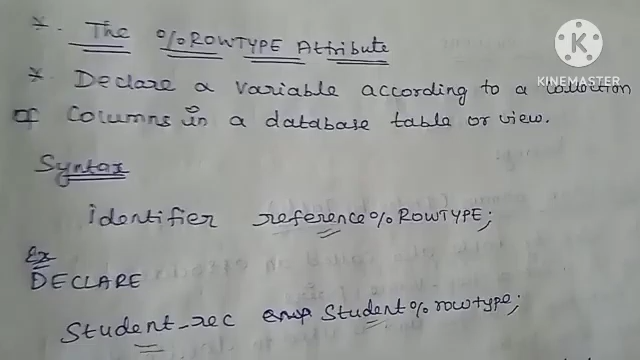 * The %ROWTYPE Attribute
* Declare a variable according to a collection
of columns in a database table or view.
Syntax
identifier reference%ROWTYPE;
Ex
DECLARE
Student_rec Student%rowtype;
KINEMASTER